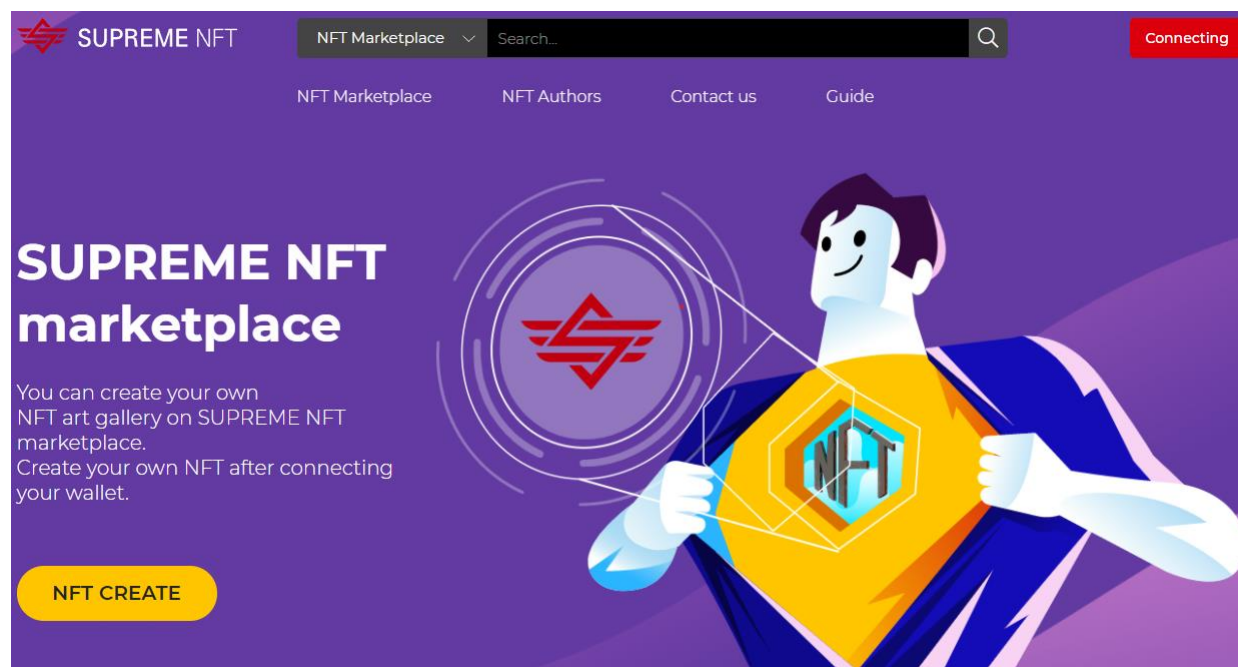 SUPREME NFT
NFT Marketplace
Search...
Connecting
NFT Marketplace
NFT Authors
Contact us
Guide
SUPREME NFT
marketplace
You can create your own
NFT art gallery on SUPREME NFT
marketplace.
Create your own NFT after connecting
your wallet.
NFT
NFT CREATE